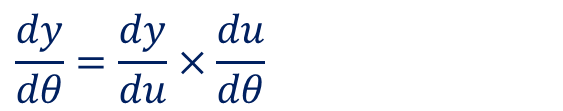 dy/dθ = dy/du × du/dθ